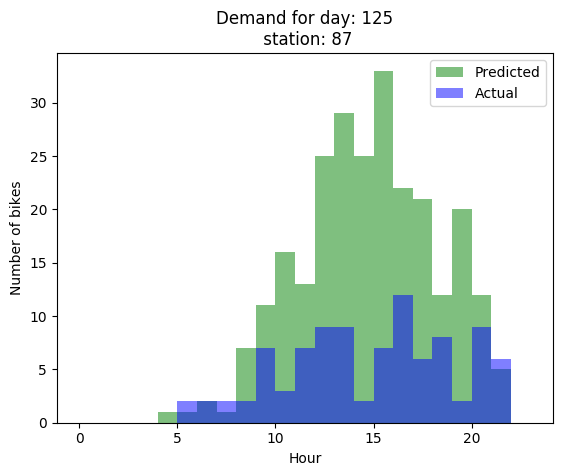 Demand for day: 125
station: 87
Predicted
Actual
Number of bikes
30
25
20
15
10
5
0
0
5
10
15
20
Hour